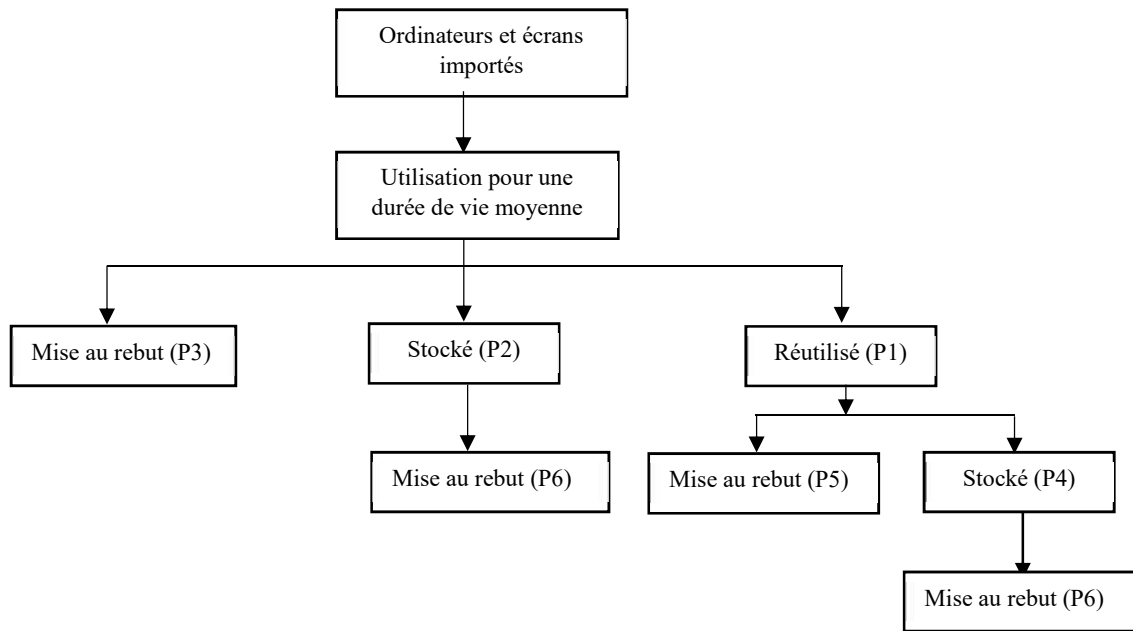 Ordinateurs et écrans
importés
Utilisation pour une
durée de vie moyenne
Mise au rebut (P3)
Stocké (P2)
Réutilisé (P1)
Mise au rebut (P6)
Mise au rebut (P5)
Stocké (P4)
Mise au rebut (P6)